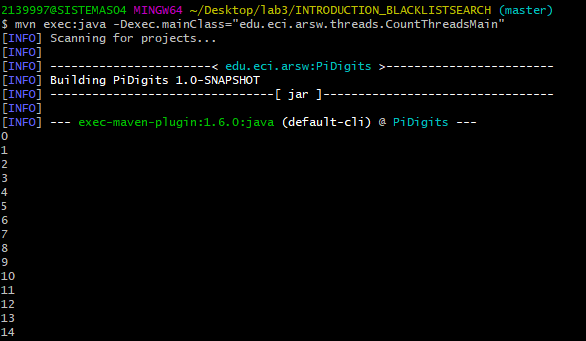 2139997@SISTEMAS04 MINGW64 ~/Desktop/lab3/INTRODUCTION_BLACKLISTSEARCH (master)
$ mvn exec:java -Dexec.mainClass="edu.eci.arsw.threads.CountThreadsMain"
[INFO] Scanning for projects...
[INFO]
[INFO] -----------------------< edu.eci.arsw:PiDigits >------------------------
[INFO] Building PiDigits 1.0-SNAPSHOT
[INFO] --------------------------------[ jar ]---------------------------------
[INFO]
[INFO] --- exec-maven-plugin:1.6.0:java (default-cli) @ PiDigits ---
0
1
2
3
4
5
6
7
8
9
10
11
12
13
14